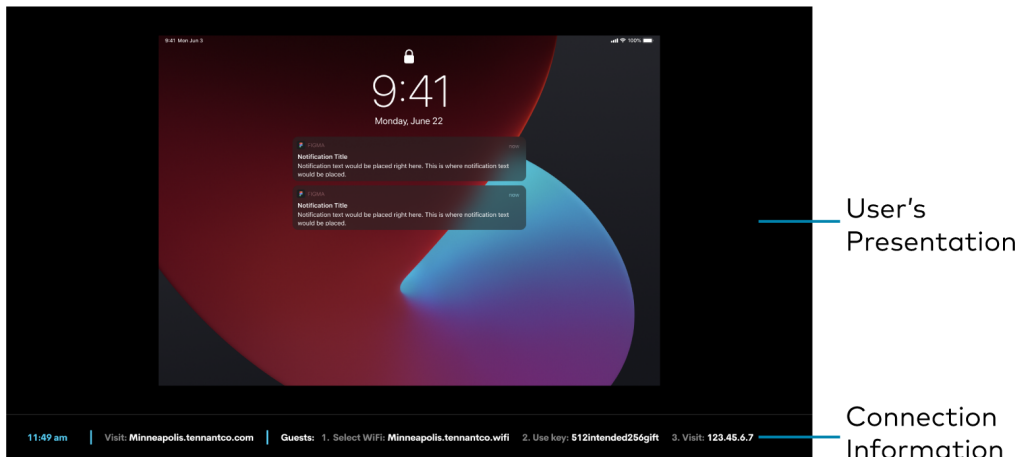 9:41 Mon Jun 3
100%
9:41
Monday, June 22
FIGMA now
Notification Title
Notification text would be placed right here. This is where notification text
would be placed.
FIGMA now
Notification Title
Notification text would be placed right here. This is where notification text
would be placed.
User's
Presentation
11:49 am Visit: Minneapolis.tennantco.com Guests: 1. Select WiFi: Minneapolis.tennantco.wifi 2. Use key: 512intended256gift 3. Visit: 123.45.6.7
Connection
Information